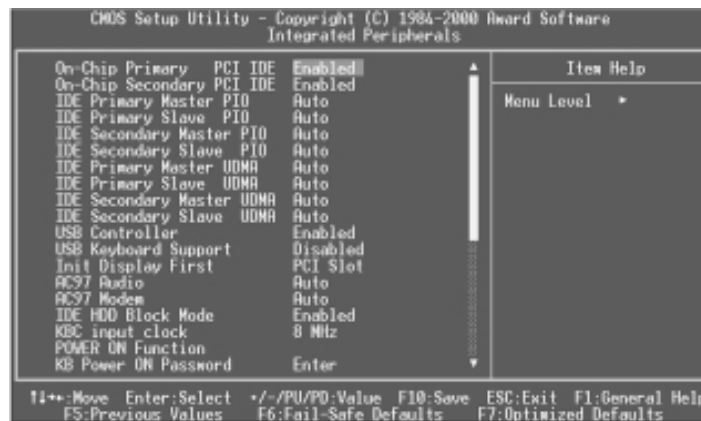 CMOS Setup Utility - Copyright (C) 1984-2000 Award Software
Integrated Peripherals
On-Chip Primary PCI IDE Enabled
On-Chip Secondary PCI IDE Enabled
IDE Primary Master PIO Auto
IDE Primary Slave PIO Auto
IDE Secondary Master PIO Auto
IDE Secondary Slave PIO Auto
IDE Primary Master UDMA Auto
IDE Primary Slave UDMA Auto
IDE Secondary Master UDMA Auto
IDE Secondary Slave UDMA Auto
USB Controller Enabled
USB Keyboard Support Disabled
Init Display First PCI Slot
AC97 Audio Auto
AC97 Modem Auto
IDE HDD Block Mode Enabled
KBC input clock 8 MHz
POWER ON Function
KB Power ON Password Enter
Item Help
Menu Level ►
↑↓→←:Move Enter:Select +/-/PU/PD:Value F10:Save ESC:Exit F1:General Help
F5:Previous Values F6:Fail-Safe Defaults F7:Optimized Defaults